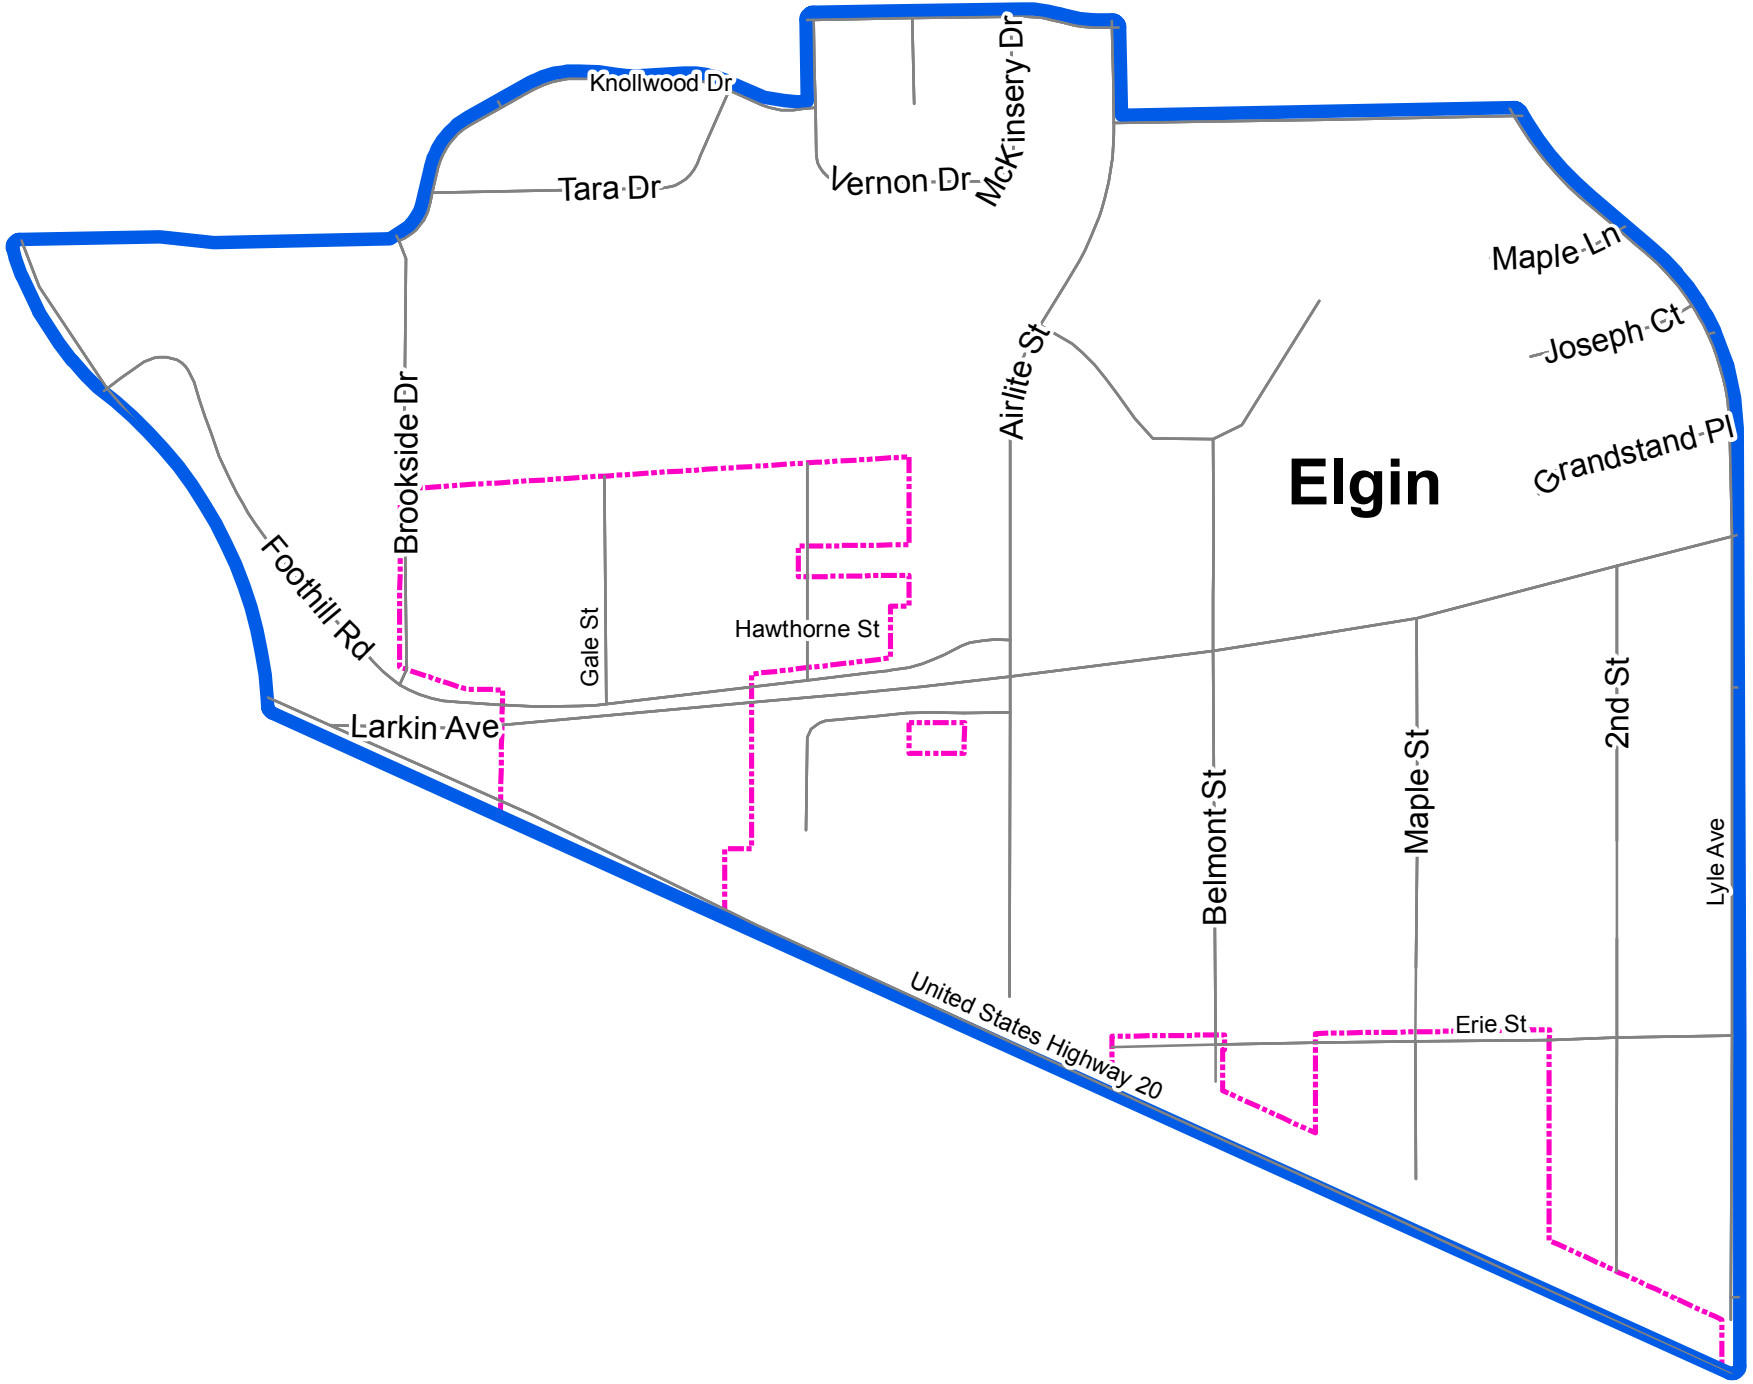 Knollwood Dr
McKinsery Dr
Tara Dr
Vernon Dr
Maple Ln
Joseph Ct
Airlite St
Brookside Dr
Grandstand Pl
Elgin
Foothill Rd
Gale St
Hawthorne St
2nd St
Larkin Ave
Maple St
Belmont St
Lyle Ave
United States Highway 20
Erie St